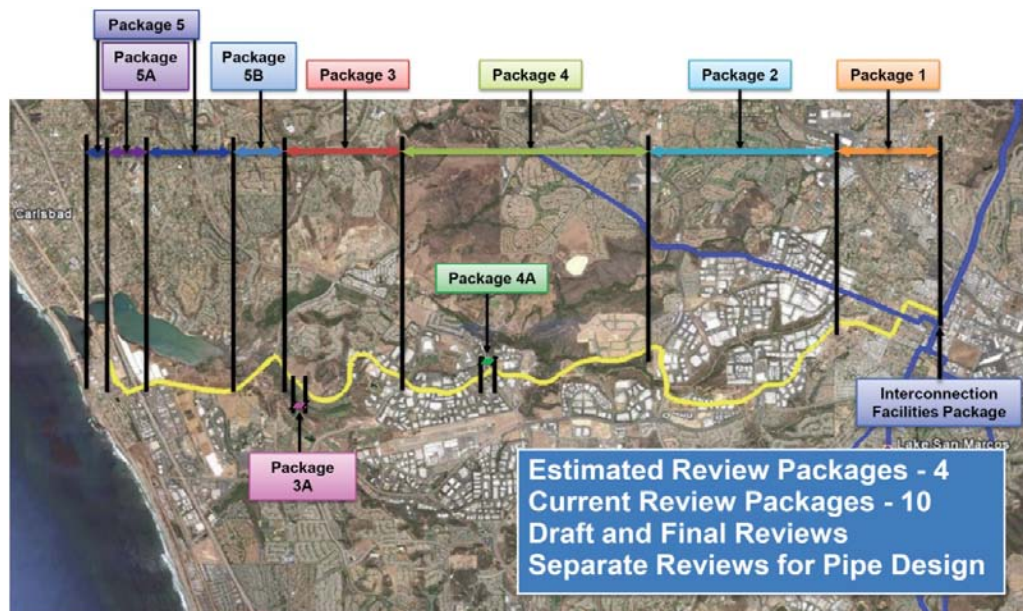 Package 5
Package
5A
Package
5B
Package 3
Package 4
Package 2
Package 1
Carlsbad
Package 4A
Interconnection
Facilities Package
Lake San Marcos
Package
3A
Estimated Review Packages - 4
Current Review Packages - 10
Draft and Final Reviews
Separate Reviews for Pipe Design